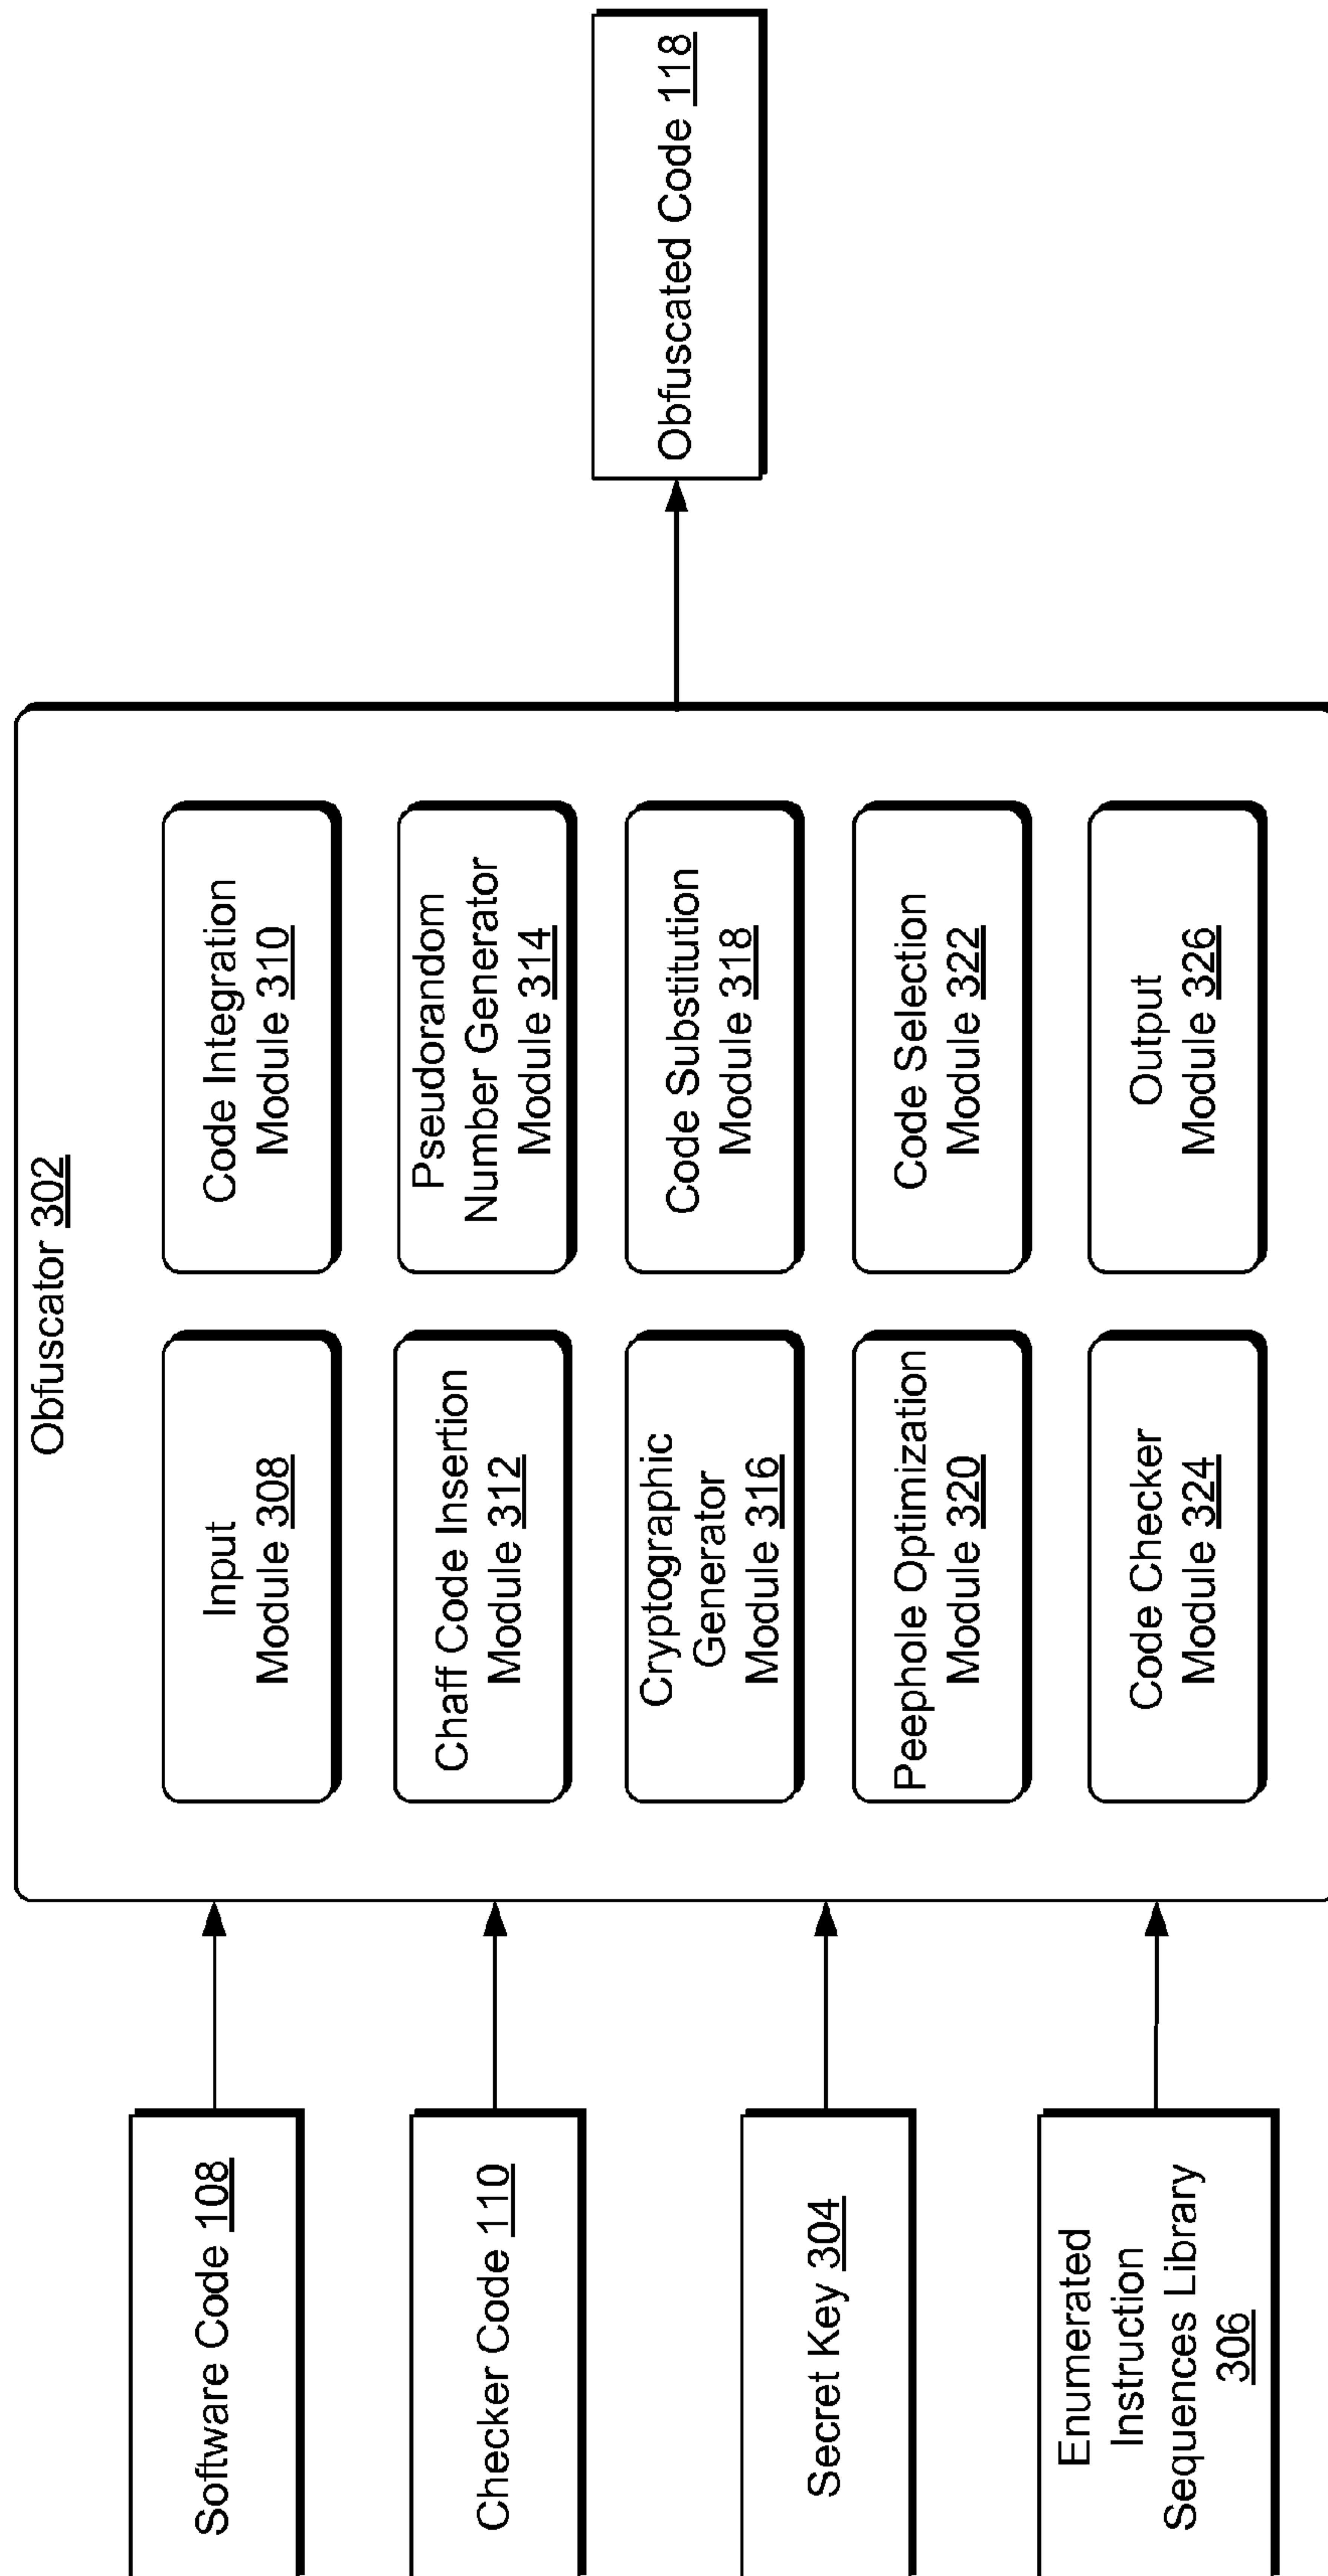 Software Code 108
Checker Code 110
Secret Key 304
Enumerated
Instruction
Sequences Library
306
Obfuscator 302
Input
Module 308
Code Integration
Module 310
Chaff Code Insertion
Module 312
Pseudorandom
Number Generator
Module 314
Cryptographic
Generator
Module 316
Code Substitution
Module 318
Peephole Optimization
Module 320
Code Selection
Module 322
Code Checker
Module 324
Output
Module 326
Obfuscated Code 118